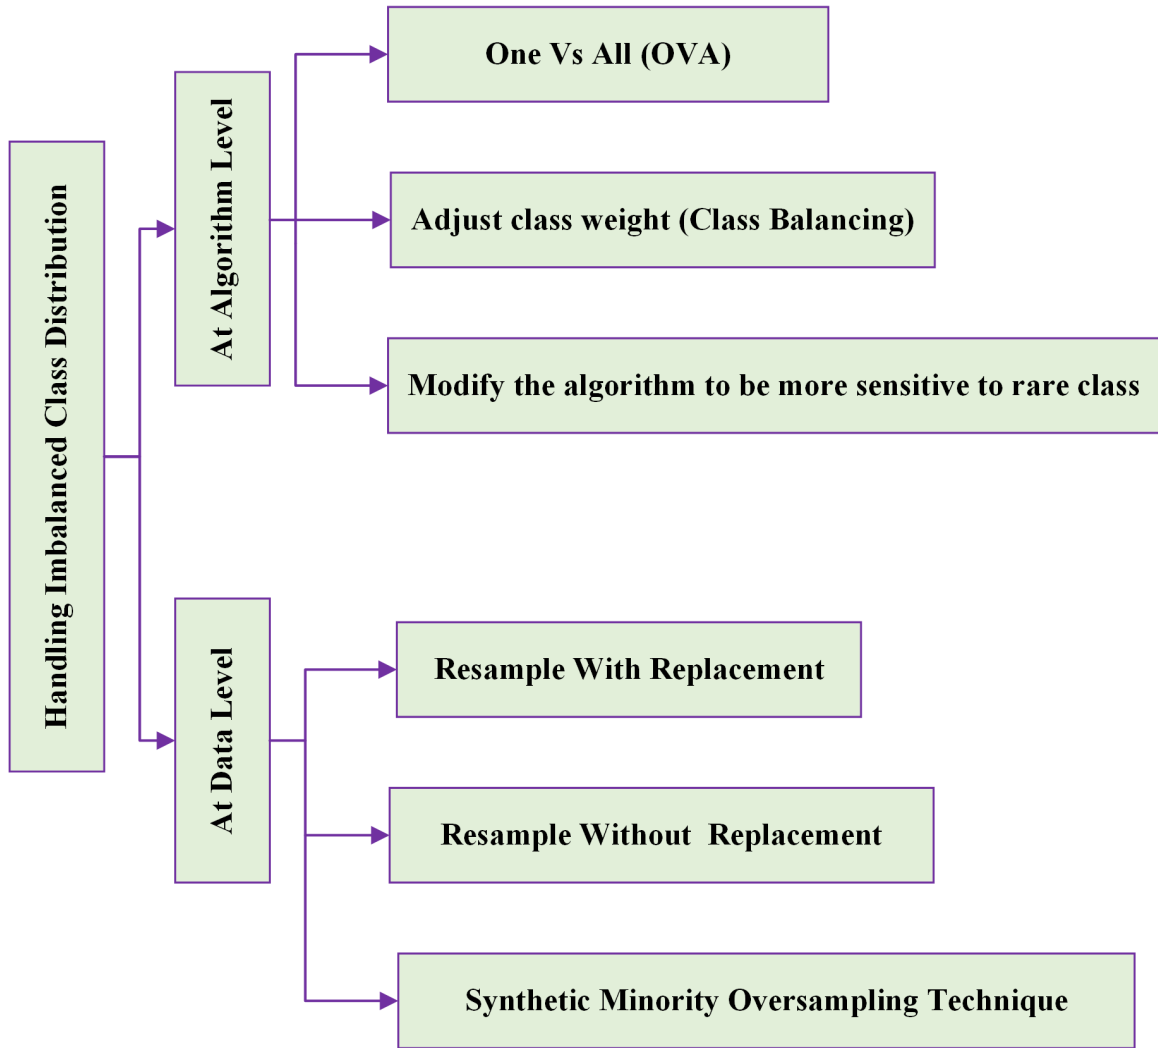 Handling Imbalanced Class Distribution
At Algorithm Level
One Vs All (OVA)
Adjust class weight (Class Balancing)
Modify the algorithm to be more sensitive to rare class
At Data Level
Resample With Replacement
Resample Without  Replacement
Synthetic Minority Oversampling Technique